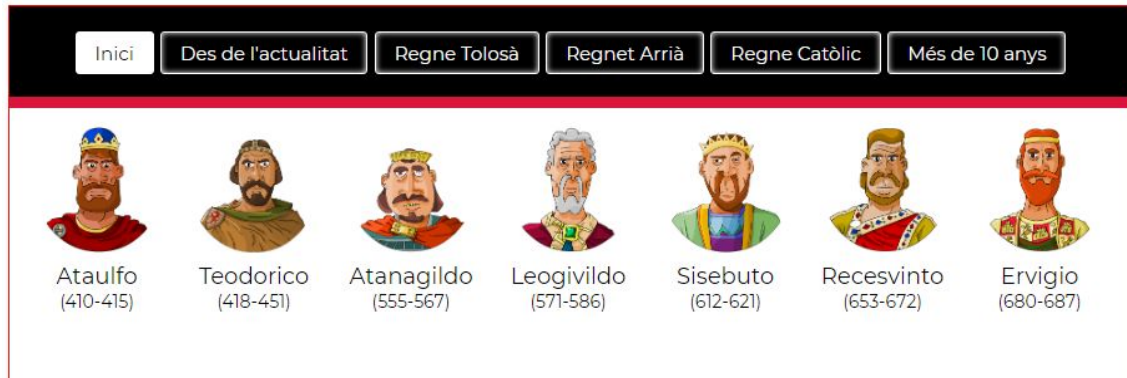 Inici Des de l'actualitat Regne Tolosà Regnet Arrià Regne Catòlic Més de 10 anys
Ataulfo Teodorico Atanagildo Leogivildo Sisebuto Recesvinto Ervigio
(410-415) (418-451) (555-567) (571-586) (612-621) (653-672) (680-687)